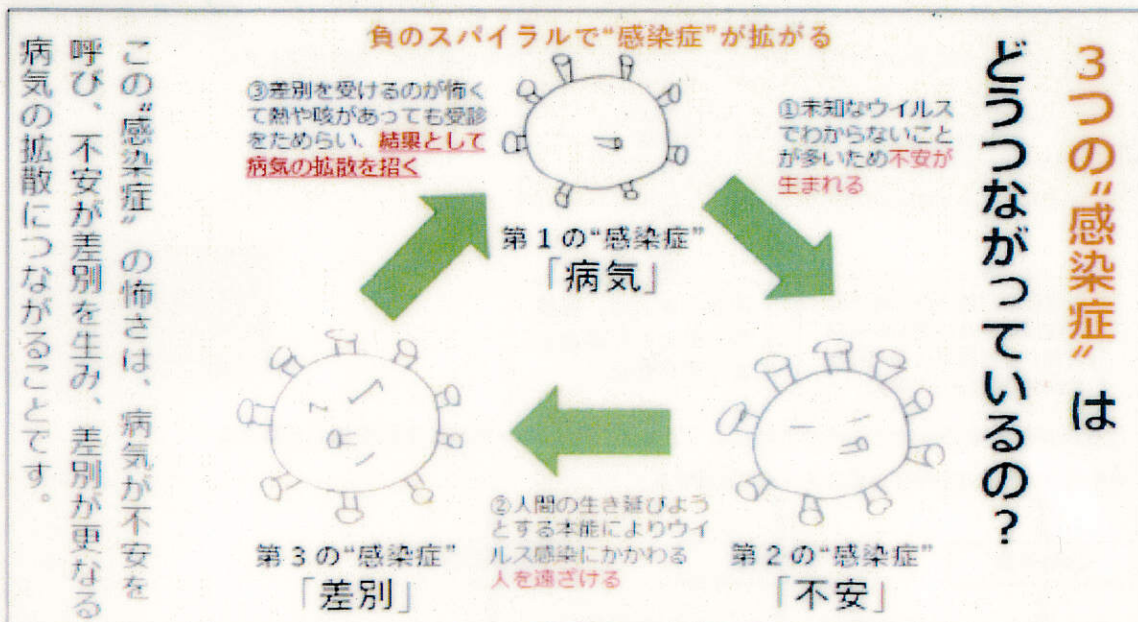 3つの“感染症”は
どうつながっているの?
負のスパイラルで“感染症”が拡がる
①未知なウイルス
でわからないこと
が多いため不安が
生まれる
第1の“感染症”
「病気」
第2の“感染症”
「不安」
②人間の生き延びよう
とする本能によりウイ
ルス感染にかかわる
人を遠ざける
第3の“感染症”
「差別」
③差別を受けるのが怖く
て熱や咳があっても受診
をためらい、結果として
病気の拡散を招く
この“感染症”の怖さは、病気が不安を
呼び、不安が差別を生み、差別が更なる
病気の拡散につながることです。